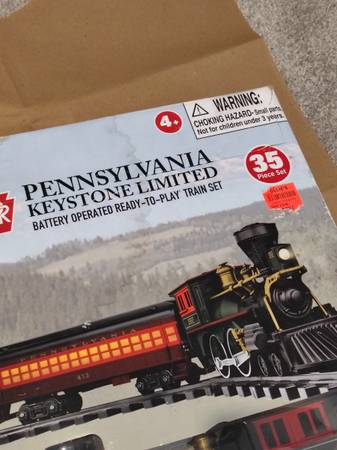 WARNING:
CHOKING HAZARD-Small parts
Not for children under 3 years.
4+
PENNSYLVANIA
KEYSTONE LIMITED
BATTERY OPERATED READY-TO-PLAY TRAIN SET
35
Piece Set
R
PENNSYLVANIA